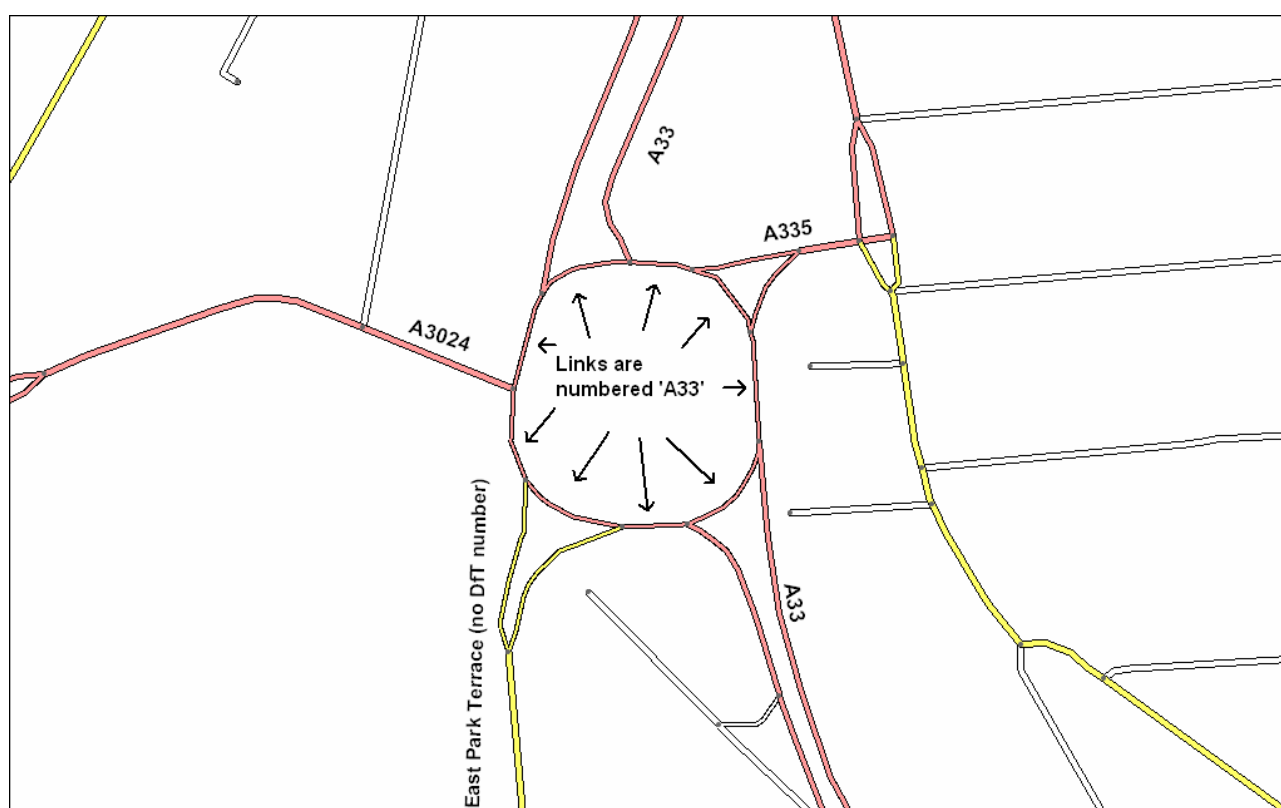 A33
A335
A3024
Links are
numbered 'A33'
East Park Terrace (no DfT number)
A33